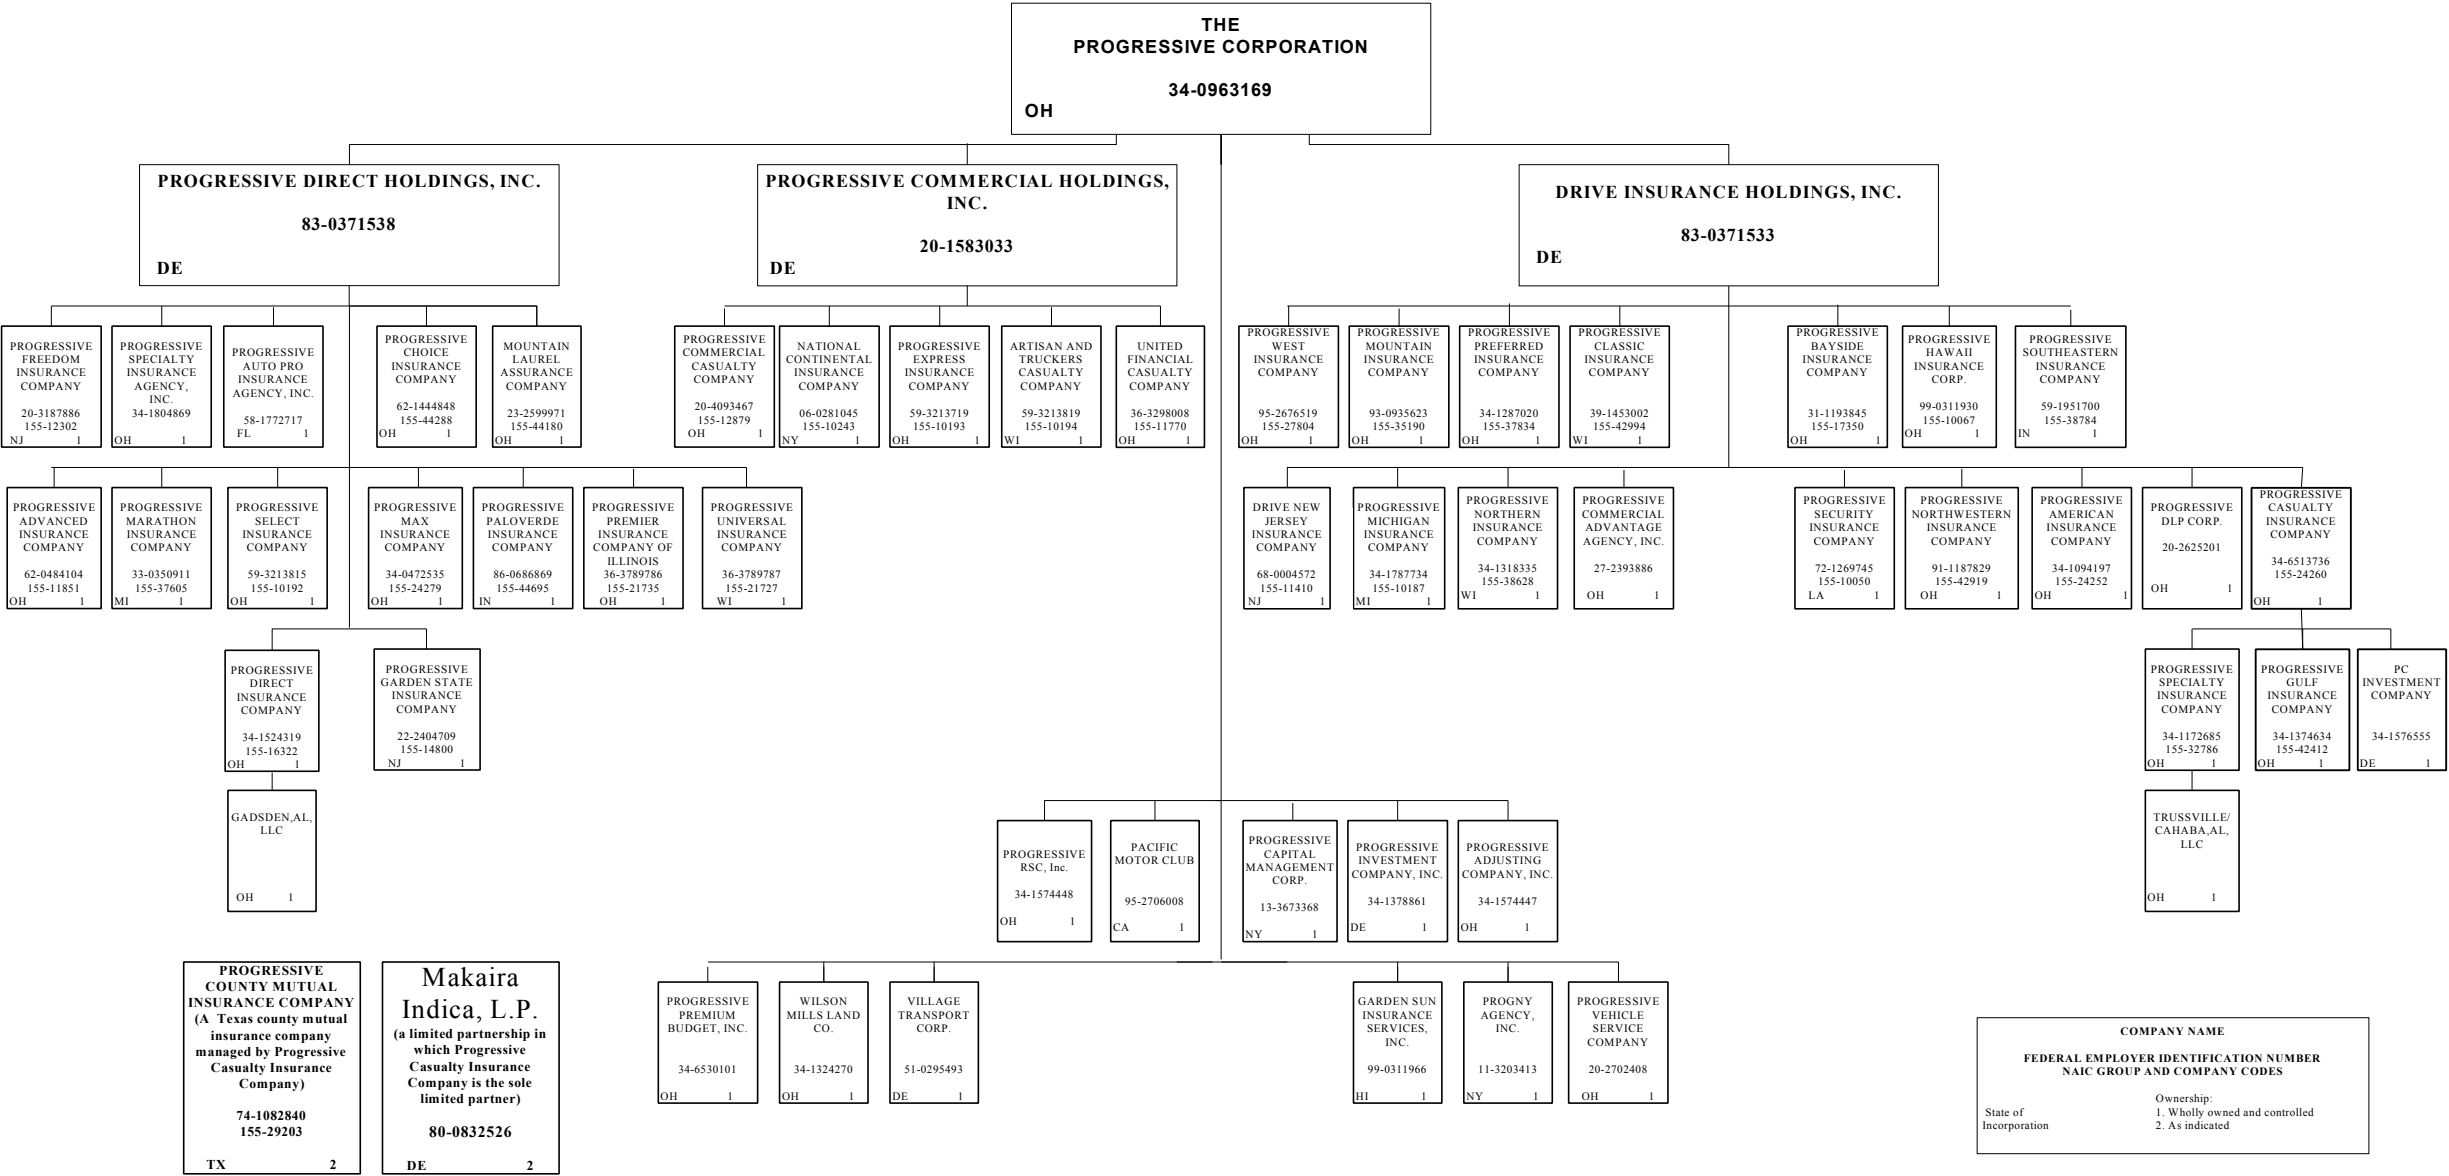 THE
PROGRESSIVE CORPORATION
34-0963169
OH
PROGRESSIVE DIRECT HOLDINGS, INC.
83-0371538
DE
PROGRESSIVE COMMERCIAL HOLDINGS,
INC.
20-1583033
DE
DRIVE INSURANCE HOLDINGS, INC.
83-0371533
DE
PROGRESSIVE
FREEDOM
INSURANCE
COMPANY
20-3187886
155-12302
NJ 1
PROGRESSIVE
SPECIALTY
INSURANCE
AGENCY,
INC.
34-1804869
OH 1
PROGRESSIVE
AUTO PRO
INSURANCE
AGENCY, INC.
58-1772717
FL 1
PROGRESSIVE
CHOICE
INSURANCE
COMPANY
62-1444848
155-44288
OH 1
MOUNTAIN
LAUREL
ASSURANCE
COMPANY
23-2599971
155-44180
OH 1
PROGRESSIVE
COMMERCIAL
CASUALTY
COMPANY
20-4093467
155-12879
OH 1
NATIONAL
CONTINENTAL
INSURANCE
COMPANY
06-0281045
155-10243
NY 1
PROGRESSIVE
EXPRESS
INSURANCE
COMPANY
59-3213719
155-10193
OH 1
ARTISAN AND
TRUCKERS
CASUALTY
COMPANY
59-3213819
155-10194
WI 1
UNITED
FINANCIAL
CASUALTY
COMPANY
36-3298008
155-11770
OH 1
PROGRESSIVE
WEST
INSURANCE
COMPANY
95-2676519
155-27804
OH 1
PROGRESSIVE
MOUNTAIN
INSURANCE
COMPANY
93-0935623
155-35190
OH 1
PROGRESSIVE
PREFERRED
INSURANCE
COMPANY
34-1287020
155-37834
OH 1
PROGRESSIVE
CLASSIC
INSURANCE
COMPANY
39-1453002
155-42994
WI 1
PROGRESSIVE
BAYSIDE
INSURANCE
COMPANY
31-1193845
155-17350
OH 1
PROGRESSIVE
HAWAII
INSURANCE
CORP.
99-0311930
155-10067
OH 1
PROGRESSIVE
SOUTHEASTERN
INSURANCE
COMPANY
59-1951700
155-38784
IN 1
PROGRESSIVE
ADVANCED
INSURANCE
COMPANY
62-0484104
155-11851
OH 1
PROGRESSIVE
MARATHON
INSURANCE
COMPANY
33-0350911
155-37605
MI 1
PROGRESSIVE
SELECT
INSURANCE
COMPANY
59-3213815
155-10192
OH 1
PROGRESSIVE
MAX
INSURANCE
COMPANY
34-0472535
155-24279
OH 1
PROGRESSIVE
PALOVERDE
INSURANCE
COMPANY
86-0686869
155-44695
IN 1
PROGRESSIVE
PREMIER
INSURANCE
COMPANY OF
ILLINOIS
36-3789786
155-21735
OH 1
PROGRESSIVE
UNIVERSAL
INSURANCE
COMPANY
36-3789787
155-21727
WI 1
DRIVE NEW
JERSEY
INSURANCE
COMPANY
68-0004572
155-11410
NJ 1
PROGRESSIVE
MICHIGAN
INSURANCE
COMPANY
34-1787734
155-10187
MI 1
PROGRESSIVE
NORTHERN
INSURANCE
COMPANY
34-1318335
155-38628
WI 1
PROGRESSIVE
COMMERCIAL
ADVANTAGE
AGENCY, INC.
27-2393886
OH 1
PROGRESSIVE
SECURITY
INSURANCE
COMPANY
72-1269745
155-10050
LA 1
PROGRESSIVE
NORTHWESTERN
INSURANCE
COMPANY
91-1187829
155-42919
OH 1
PROGRESSIVE
AMERICAN
INSURANCE
COMPANY
34-1094197
155-24252
OH 1
PROGRESSIVE
DLP CORP.
20-2625201
OH 1
PROGRESSIVE
CASUALTY
INSURANCE
COMPANY
34-6513736
155-24260
OH 1
PROGRESSIVE
DIRECT
INSURANCE
COMPANY
34-1524319
155-16322
OH 1
PROGRESSIVE
GARDEN STATE
INSURANCE
COMPANY
22-2404709
155-14800
NJ 1
PROGRESSIVE
SPECIALTY
INSURANCE
COMPANY
34-1172685
155-32786
OH 1
PROGRESSIVE
GULF
INSURANCE
COMPANY
34-1374634
155-42412
OH 1
PC
INVESTMENT
COMPANY
34-1576555
DE 1
GADSDEN,AL,
LLC
OH 1
TRUSSVILLE/
CAHABA,AL,
LLC
OH 1
PROGRESSIVE
RSC, Inc.
34-1574448
OH 1
PACIFIC
MOTOR CLUB
95-2706008
CA 1
PROGRESSIVE
CAPITAL
MANAGEMENT
CORP.
13-3673368
NY 1
PROGRESSIVE
INVESTMENT
COMPANY, INC.
34-1378861
DE 1
PROGRESSIVE
ADJUSTING
COMPANY, INC.
34-1574447
OH 1
PROGRESSIVE
COUNTY MUTUAL
INSURANCE COMPANY
(A Texas county mutual
insurance company
managed by Progressive
Casualty Insurance
Company)
74-1082840
155-29203
TX 2
Makaira
Indica, L.P.
(a limited partnership in
which Progressive
Casualty Insurance
Company is the sole
limited partner)
80-0832526
DE 2
PROGRESSIVE
PREMIUM
BUDGET, INC.
34-6530101
OH 1
WILSON
MILLS LAND
CO.
34-1324270
OH 1
VILLAGE
TRANSPORT
CORP.
51-0295493
DE 1
GARDEN SUN
INSURANCE
SERVICES,
INC.
99-0311966
HI 1
PROGNY
AGENCY,
INC.
11-3203413
NY 1
PROGRESSIVE
VEHICLE
SERVICE
COMPANY
20-2702408
OH 1
COMPANY NAME
FEDERAL EMPLOYER IDENTIFICATION NUMBER
NAIC GROUP AND COMPANY CODES
Ownership:
State of 1. Wholly owned and controlled
Incorporation 2. As indicated